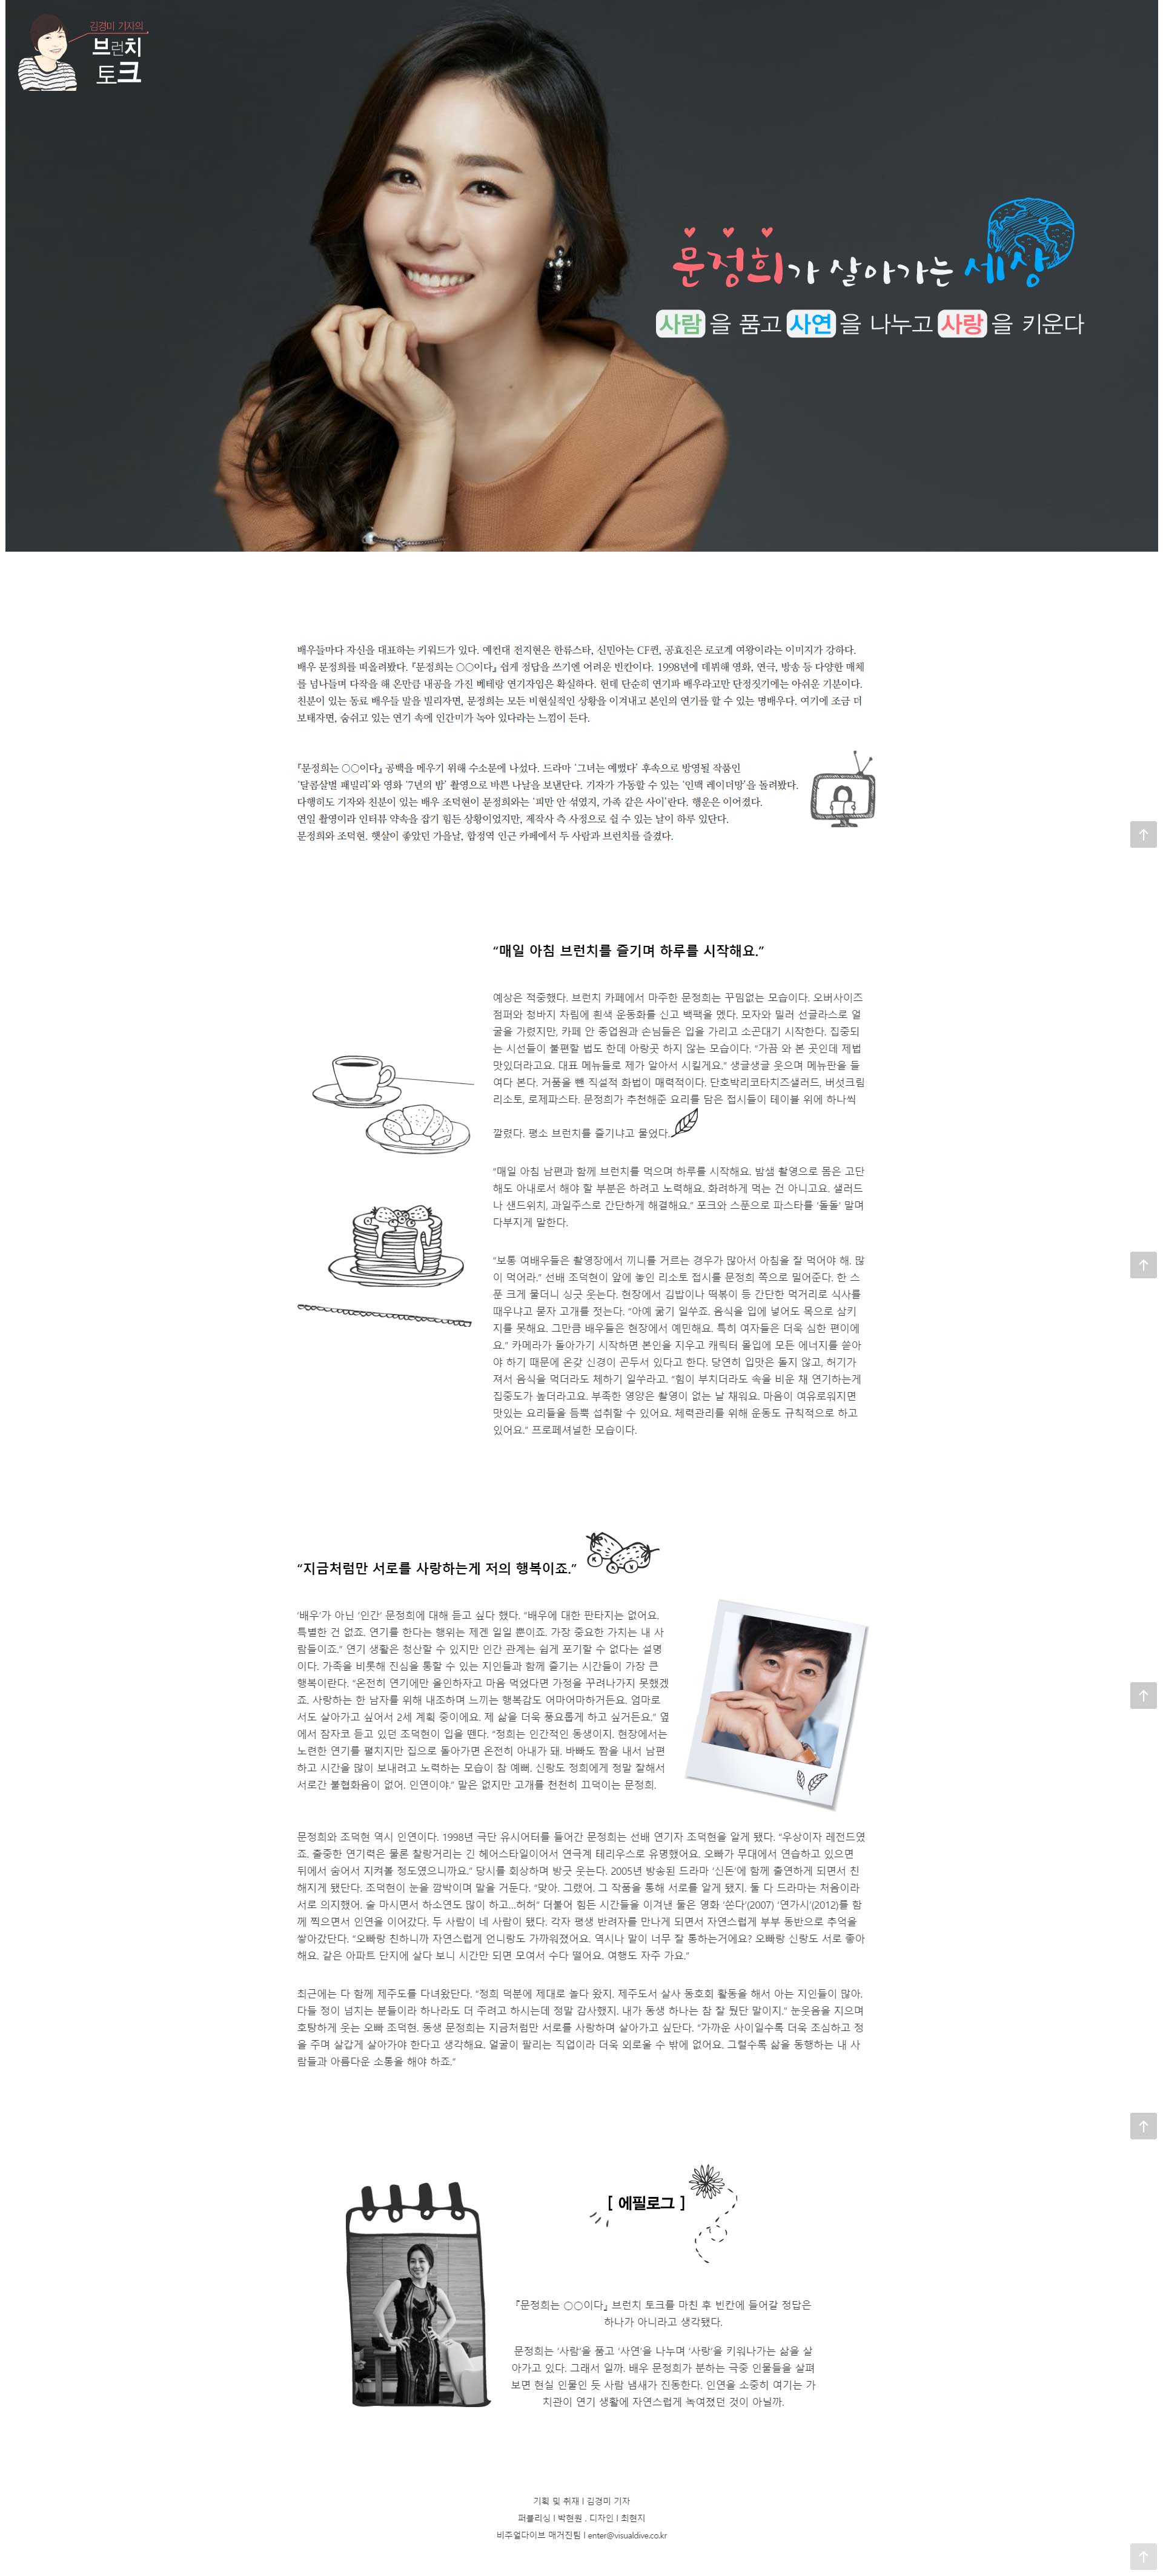 김경미 기자의
브런치
토크
문정희가 살아가는 세상
사람을 품고 사연을 나누고 사랑을 키운다
배우들마다 자신을 대표하는 키워드가 있다. 예컨대 전지현은 한류스타, 신민아는 CF퀸, 공효진은 로코계 여왕이라는 이미지가 강하다.
배우 문정희를 떠올려봤다. 『문정희는 ○○이다』 쉽게 정답을 쓰기엔 어려운 빈칸이다. 1998년에 데뷔해 영화, 연극, 방송 등 다양한 매체
를 넘나들며 다작을 해 온만큼 내공을 가진 베테랑 연기자임은 확실하다. 헌데 단순히 연기파 배우라고만 단정짓기에는 아쉬운 기분이다.
친분이 있는 동료 배우들 말을 빌리자면, 문정희는 모든 비현실적인 상황을 이겨내고 본인의 연기를 할 수 있는 명배우다. 여기에 조금 더
보태자면, 숨쉬고 있는 연기 속에 인간미가 녹아 있다라는 느낌이 든다.
『문정희는 ○○이다』 공백을 메우기 위해 수소문에 나섰다. 드라마 '그녀는 예뻤다' 후속으로 방영될 작품인
'달콤살벌 패밀리'와 영화 '7년의 밤' 촬영으로 바쁜 나날을 보낸단다. 기자가 가동할 수 있는 '인맥 레이더망'을 돌려봤다.
다행히도 기자와 친분이 있는 배우 조덕현이 문정희와는 '피만 안 섞였지, 가족 같은 사이'란다. 행운은 이어졌다.
연일 촬영이라 인터뷰 약속을 잡기 힘든 상황이었지만, 제작사 측 사정으로 쉴 수 있는 날이 하루 있단다.
문정희와 조덕현. 햇살이 좋았던 가을날, 합정역 인근 카페에서 두 사람과 브런치를 즐겼다.
“매일 아침 브런치를 즐기며 하루를 시작해요.”
예상은 적중했다. 브런치 카페에서 마주한 문정희는 꾸밈없는 모습이다. 오버사이즈
점퍼와 청바지 차림에 흰색 운동화를 신고 백팩을 멨다. 모자와 밀러 선글라스로 얼
굴을 가렸지만, 카페 안 종업원과 손님들은 입을 가리고 소곤대기 시작한다. 집중되
는 시선들이 불편할 법도 한데 아랑곳 하지 않는 모습이다. “가끔 와 본 곳인데 제법
맛있더라고요. 대표 메뉴들로 제가 알아서 시킬게요.” 생글생글 웃으며 메뉴판을 들
여다 본다. 거품을 뺀 직설적 화법이 매력적이다. 단호박리코타치즈샐러드, 버섯크림
리소토, 로제파스타. 문정희가 추천해준 요리를 담은 접시들이 테이블 위에 하나씩
깔렸다. 평소 브런치를 즐기냐고 물었다.
“매일 아침 남편과 함께 브런치를 먹으며 하루를 시작해요. 밤샘 촬영으로 몸은 고단
해도 아내로서 해야 할 부분은 하려고 노력해요. 화려하게 먹는 건 아니고요. 샐러드
나 샌드위치, 과일주스로 간단하게 해결해요.” 포크와 스푼으로 파스타를 ‘돌돌’ 말며
다부지게 말한다.
“보통 여배우들은 촬영장에서 끼니를 거르는 경우가 많아서 아침을 잘 먹어야 해. 많
이 먹어라.” 선배 조덕현이 앞에 놓인 리소토 접시를 문정희 쪽으로 밀어준다. 한 스
푼 크게 물더니 싱긋 웃는다. 현장에서 김밥이나 떡볶이 등 간단한 먹거리로 식사를
때우냐고 묻자 고개를 젓는다. “아예 굶기 일쑤죠. 음식을 입에 넣어도 목으로 삼키
지를 못해요. 그만큼 배우들은 현장에서 예민해요. 특히 여자들은 더욱 심한 편이에
요.” 카메라가 돌아가기 시작하면 본인을 지우고 캐릭터 몰입에 모든 에너지를 쏟아
야 하기 때문에 온갖 신경이 곤두서 있다고 한다. 당연히 입맛은 돌지 않고, 허기가
져서 음식을 먹더라도 체하기 일쑤라고. “힘이 부치더라도 속을 비운 채 연기하는게
집중도가 높더라고요. 부족한 영양은 촬영이 없는 날 채워요. 마음이 여유로워지면
맛있는 요리들을 듬뿍 섭취할 수 있어요. 체력관리를 위해 운동도 규칙적으로 하고
있어요.” 프로페셔널한 모습이다.
“지금처럼만 서로를 사랑하는게 저의 행복이죠.”
‘배우’가 아닌 ‘인간’ 문정희에 대해 듣고 싶다 했다. “배우에 대한 판타지는 없어요.
특별한 건 없죠. 연기를 한다는 행위는 제겐 일일 뿐이죠. 가장 중요한 가치는 내 사
람들이죠.” 연기 생활은 청산할 수 있지만 인간 관계는 쉽게 포기할 수 없다는 설명
이다. 가족을 비롯해 진심을 통할 수 있는 지인들과 함께 즐기는 시간들이 가장 큰
행복이란다. “온전히 연기에만 올인하자고 마음 먹었다면 가정을 꾸려나가지 못했겠
죠. 사랑하는 한 남자를 위해 내조하며 느끼는 행복감도 어마어마하거든요. 엄마로
서도 살아가고 싶어서 2세 계획 중이에요. 제 삶을 더욱 풍요롭게 하고 싶거든요.” 옆
에서 잠자코 듣고 있던 조덕현이 입을 뗀다. “정희는 인간적인 동생이지. 현장에서는
노련한 연기를 펼치지만 집으로 돌아가면 온전히 아내가 돼. 바빠도 짬을 내서 남편
하고 시간을 많이 보내려고 노력하는 모습이 참 예뻐. 신랑도 정희에게 정말 잘해서
서로간 불협화음이 없어. 인연이야.” 말은 없지만 고개를 천천히 끄덕이는 문정희.
문정희와 조덕현 역시 인연이다. 1998년 극단 유시어터를 들어간 문정희는 선배 연기자 조덕현을 알게 됐다. “우상이자 레전드였
죠. 출중한 연기력은 물론 찰랑거리는 긴 헤어스타일이어서 연극계 테리우스로 유명했어요. 오빠가 무대에서 연습하고 있으면
뒤에서 숨어서 지켜볼 정도였으니까요.” 당시를 회상하며 방긋 웃는다. 2005년 방송된 드라마 ‘신돈’에 함께 출연하게 되면서 친
해지게 됐단다. 조덕현이 눈을 깜박이며 말을 거둔다. “맞아. 그랬어. 그 작품을 통해 서로를 알게 됐지. 둘 다 드라마는 처음이라
서로 의지했어. 술 마시면서 하소연도 많이 하고…허허” 더불어 힘든 시간들을 이겨낸 둘은 영화 ‘쏜다’(2007) ‘연가시’(2012)를 함
께 찍으면서 인연을 이어갔다. 두 사람이 네 사람이 됐다. 각자 평생 반려자를 만나게 되면서 자연스럽게 부부 동반으로 추억을
쌓아갔단다. “오빠랑 친하니까 자연스럽게 언니랑도 가까워졌어요. 역시나 말이 너무 잘 통하는거에요? 오빠랑 신랑도 서로 좋아
해요. 같은 아파트 단지에 살다 보니 시간만 되면 모여서 수다 떨어요. 여행도 자주 가요.”
최근에는 다 함께 제주도를 다녀왔단다. “정희 덕분에 제대로 놀다 왔지. 제주도서 살사 동호회 활동을 해서 아는 지인들이 많아.
다들 정이 넘치는 분들이라 하나라도 더 주려고 하시는데 정말 감사했지. 내가 동생 하나는 참 잘 뒀단 말이지.” 눈웃음을 지으며
호탕하게 웃는 오빠 조덕현. 동생 문정희는 지금처럼만 서로를 사랑하며 살아가고 싶단다. “가까운 사이일수록 더욱 조심하고 정
을 주며 살갑게 살아가야 한다고 생각해요. 얼굴이 팔리는 직업이라 더욱 외로울 수 밖에 없어요. 그럴수록 삶을 동행하는 내 사
람들과 아름다운 소통을 해야 하죠.”
[ 에필로그 ]
『문정희는 ○○이다』 브런치 토크를 마친 후 빈칸에 들어갈 정답은
하나가 아니라고 생각됐다.
문정희는 ‘사람’을 품고 ‘사연’을 나누며 ‘사랑’을 키워나가는 삶을 살
아가고 있다. 그래서 일까. 배우 문정희가 분하는 극중 인물들을 살펴
보면 현실 인물인 듯 사람 냄새가 진동한다. 인연을 소중히 여기는 가
치관이 연기 생활에 자연스럽게 녹여졌던 것이 아닐까.
기획 및 취재 l 김경미 기자
퍼블리싱 l 박현원 , 디자인 l 최현지
비주얼다이브 매거진팀 l enter@visualdive.co.kr